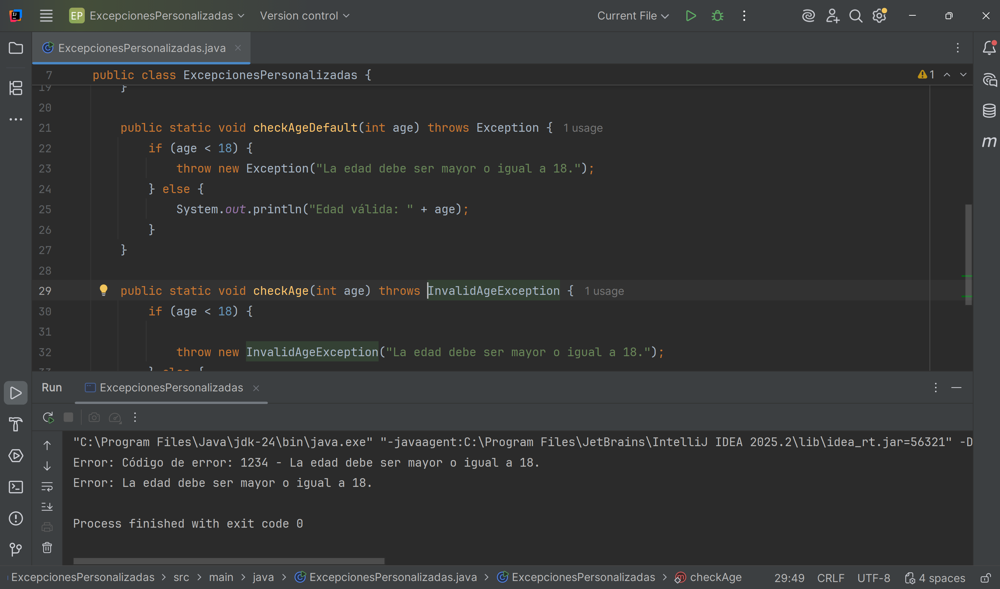 EP ExcepcionesPersonalizadas Version control Current File
ExcepcionesPersonalizadas.java
7 public class ExcepcionesPersonalizadas { 1
19 }
20
21 public static void checkAgeDefault(int age) throws Exception { 1 usage
22 if (age < 18) {
23 throw new Exception("La edad debe ser mayor o igual a 18.");
24 } else {
25 System.out.println("Edad válida: " + age);
26 }
27 }
28
29 public static void checkAge(int age) throws InvalidAgeException { 1 usage
30 if (age < 18) {
31
32 throw new InvalidAgeException("La edad debe ser mayor o igual a 18.");
33 } else {
Run ExcepcionesPersonalizadas
"C:\Program Files\Java\jdk-24\bin\java.exe" "-javaagent:C:\Program Files\JetBrains\IntelliJ IDEA 2025.2\lib\idea_rt.jar=56321" -D
Error: Código de error: 1234 - La edad debe ser mayor o igual a 18.
Error: La edad debe ser mayor o igual a 18.
Process finished with exit code 0
ExcepcionesPersonalizadas > src > main > java > ExcepcionesPersonalizadas.java > ExcepcionesPersonalizadas > checkAge 29:49 CRLF UTF-8 4 spaces